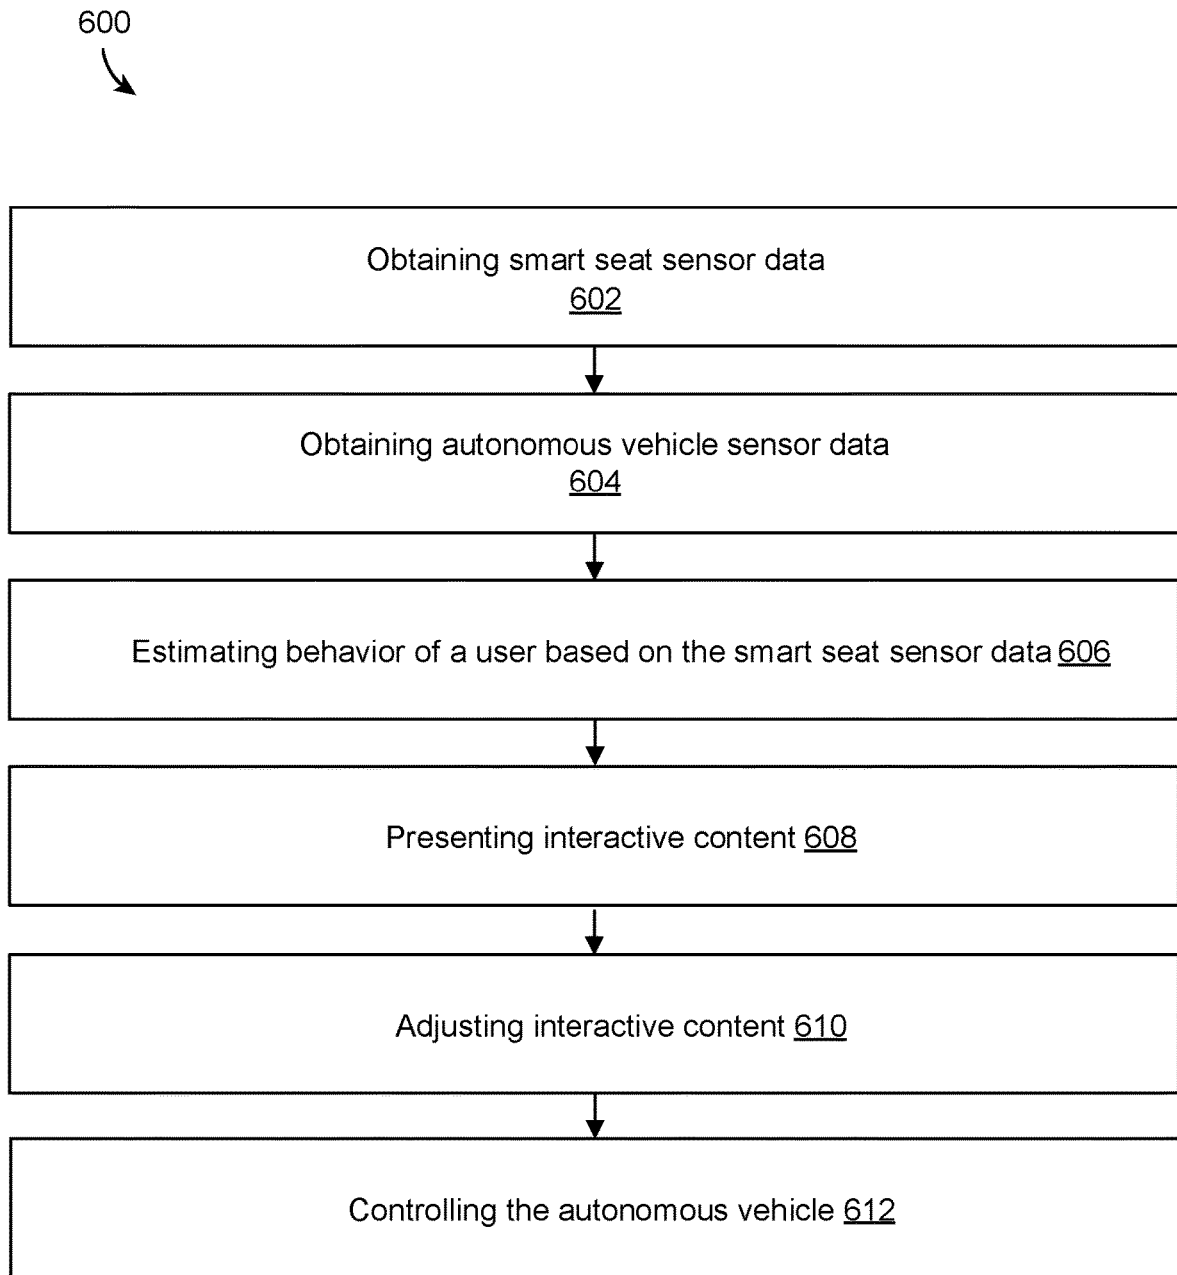 600
Obtaining smart seat sensor data
602
Obtaining autonomous vehicle sensor data
604
Estimating behavior of a user based on the smart seat sensor data 606
Presenting interactive content 608
Adjusting interactive content 610
Controlling the autonomous vehicle 612